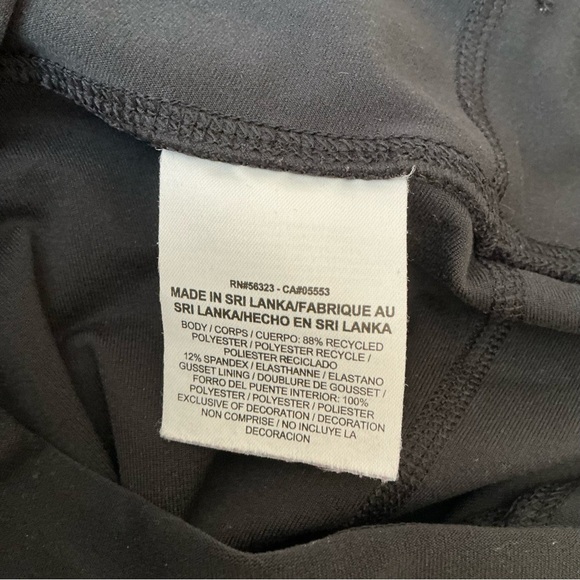 RN#56323 - CA#05553
MADE IN SRI LANKA/FABRIQUE AU
SRI LANKA/HECHO EN SRI LANKA
BODY / CORPS / CUERPO: 88% RECYCLED
POLYESTER / POLYESTER RECYCLE /
POLIESTER RECICLADO
12% SPANDEX / ELASTHANNE / ELASTANO
GUSSET LINING / DOUBLURE DE GOUSSET /
FORRO DEL PUENTE INTERIOR: 100%
POLYESTER / POLYESTER / POLIESTER
EXCLUSIVE OF DECORATION / DECORATION
NON COMPRISE / NO INCLUYE LA
DECORACION